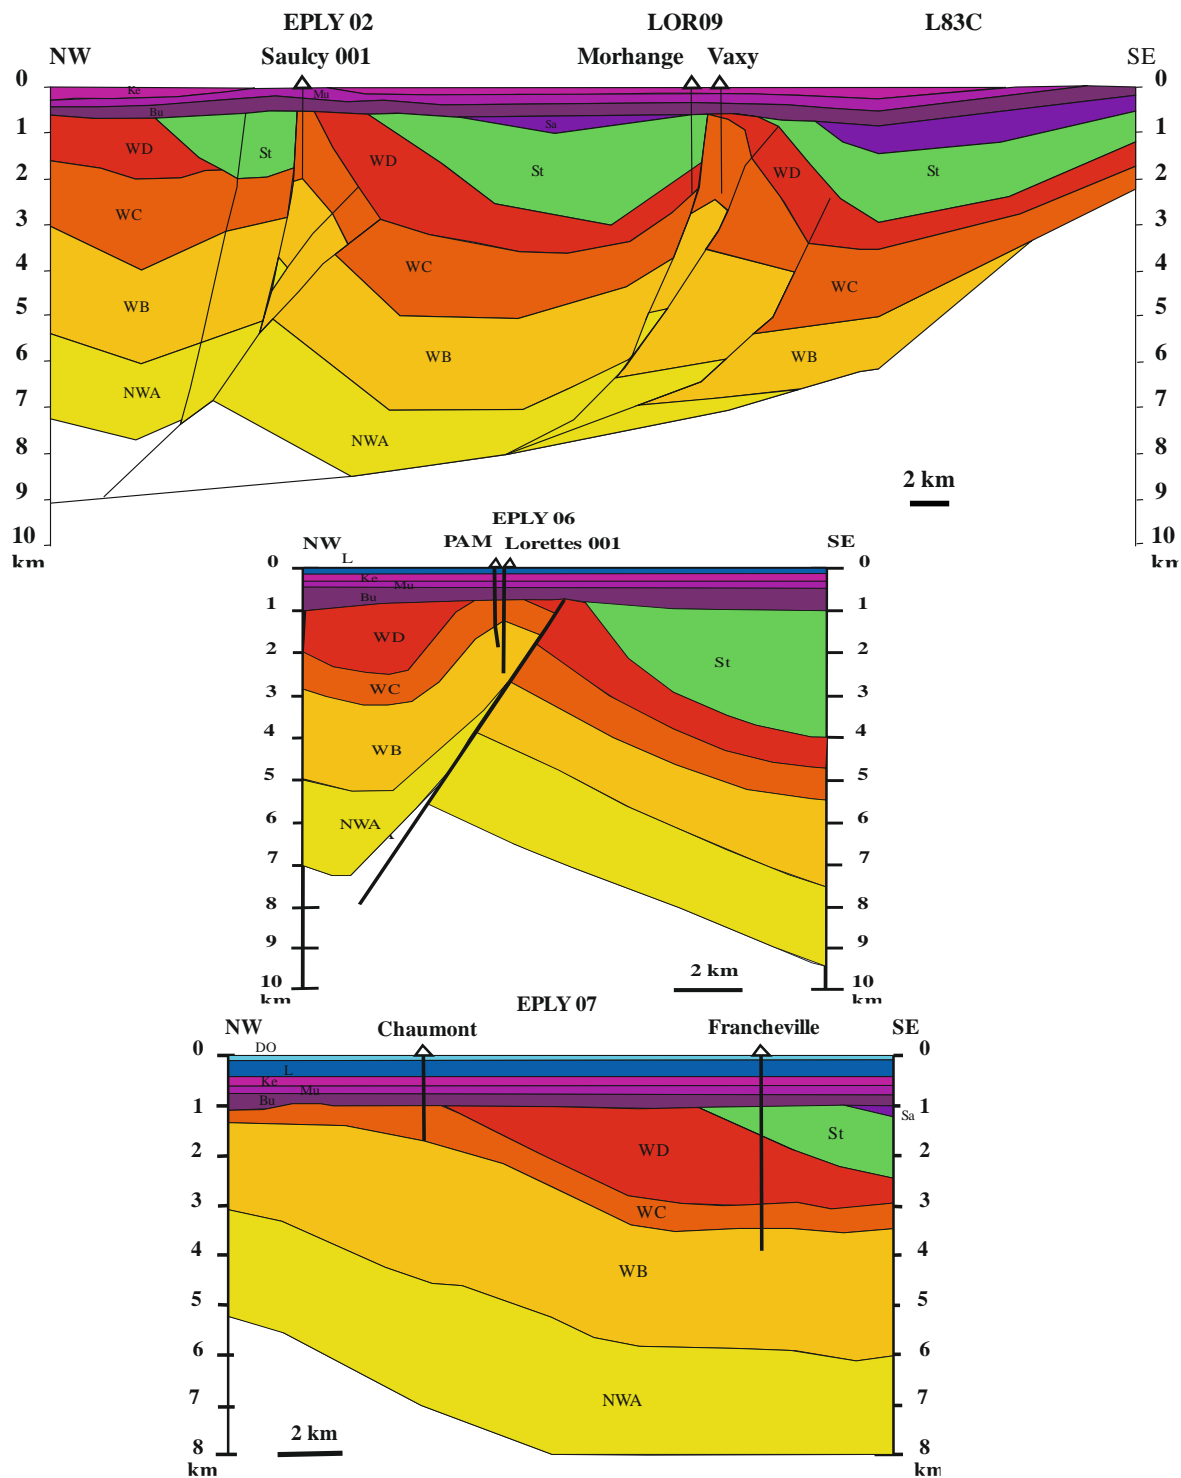 EPLY 02 LOR09 L83C
NW Saulcy 001 Morhange Vaxy SE
0 0
Ke Mu
Bu Sa
1 1
WD St WD St WD St
2 2
WC
3 3
WC WC
4 4
WB
5 5
WB WB
6 6
NWA
7 7
NWA
8 8
2 km
9 9
10 10
km km
EPLY 06
NW PAM Lorettes 001 SE
L
0 0
Ke Mu
Bu
1 1
WD
2 2
St
WC
3 3
4 4
WB
5 5
6 6
NWA
7 7
8 8
9 9
2 km
10 10
km km
EPLY 07
NW Chaumont Francheville SE
0 DO 0
L
Ke Mu
Bu
1 1
Sa
St
WD
2 2
3 3
WC
4 4
WB
5 5
6 6
7 7
NWA
2 km
8 8
km km